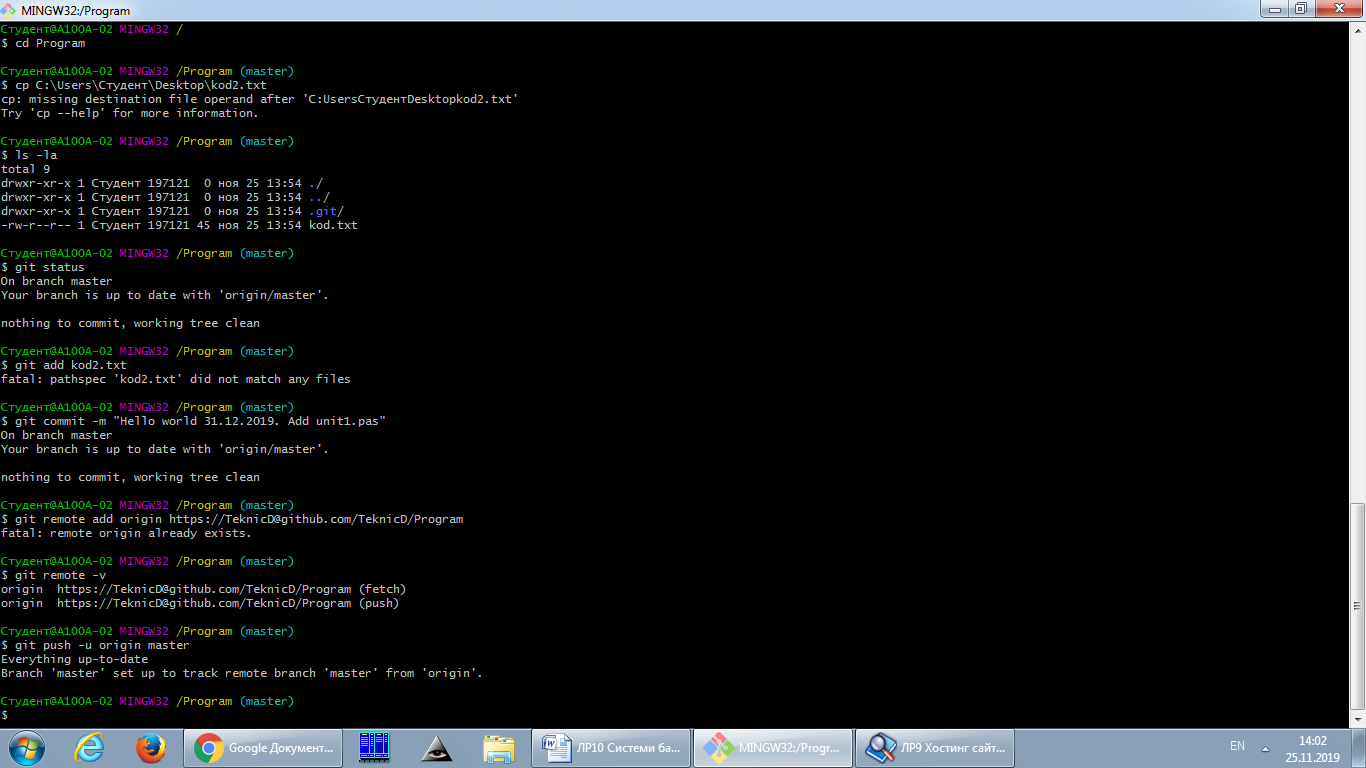 MINGW32:/Program
Студент@A100A-02 MINGW32 /
$ cd Program
Студент@A100A-02 MINGW32 /Program (master)
$ cp C:\Users\Студент\Desktop\kod2.txt
cp: missing destination file operand after 'C:UsersСтудентDesktopkod2.txt'
Try 'cp --help' for more information.
Студент@A100A-02 MINGW32 /Program (master)
$ ls -la
total 9
drwxr-xr-x 1 Студент 197121  0 ноя 25 13:54 ./
drwxr-xr-x 1 Студент 197121  0 ноя 25 13:54 ../
drwxr-xr-x 1 Студент 197121  0 ноя 25 13:54 .git/
-rw-r--r-- 1 Студент 197121 45 ноя 25 13:54 kod.txt
Студент@A100A-02 MINGW32 /Program (master)
$ git status
On branch master
Your branch is up to date with 'origin/master'.
nothing to commit, working tree clean
Студент@A100A-02 MINGW32 /Program (master)
$ git add kod2.txt
fatal: pathspec 'kod2.txt' did not match any files
Студент@A100A-02 MINGW32 /Program (master)
$ git commit -m "Hello world 31.12.2019. Add unit1.pas"
On branch master
Your branch is up to date with 'origin/master'.
nothing to commit, working tree clean
Студент@A100A-02 MINGW32 /Program (master)
$ git remote add origin https://TeknicD@github.com/TeknicD/Program
fatal: remote origin already exists.
Студент@A100A-02 MINGW32 /Program (master)
$ git remote -v
origin  https://TeknicD@github.com/TeknicD/Program (fetch)
origin  https://TeknicD@github.com/TeknicD/Program (push)
Студент@A100A-02 MINGW32 /Program (master)
$ git push -u origin master
Everything up-to-date
Branch 'master' set up to track remote branch 'master' from 'origin'.
Студент@A100A-02 MINGW32 /Program (master)
$
Google Документ...
ЛР10 Системи ба...
MINGW32:/Progr...
ЛР9 Хостинг сайт...
EN
14:02
25.11.2019